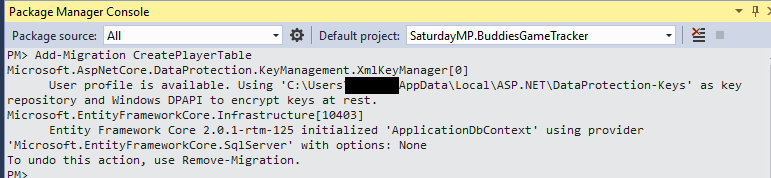 Package Manager Console
Package source: All Default project: SaturdayMP.BuddiesGameTracker
PM> Add-Migration CreatePlayerTable
Microsoft.AspNetCore.DataProtection.KeyManagement.XmlKeyManager[0]
User profile is available. Using 'C:\Users\AppData\Local\ASP.NET\DataProtection-Keys' as key
repository and Windows DPAPI to encrypt keys at rest.
Microsoft.EntityFrameworkCore.Infrastructure[10403]
Entity Framework Core 2.0.1-rtm-125 initialized 'ApplicationDbContext' using provider
'Microsoft.EntityFrameworkCore.SqlServer' with options: None
To undo this action, use Remove-Migration.
PM>